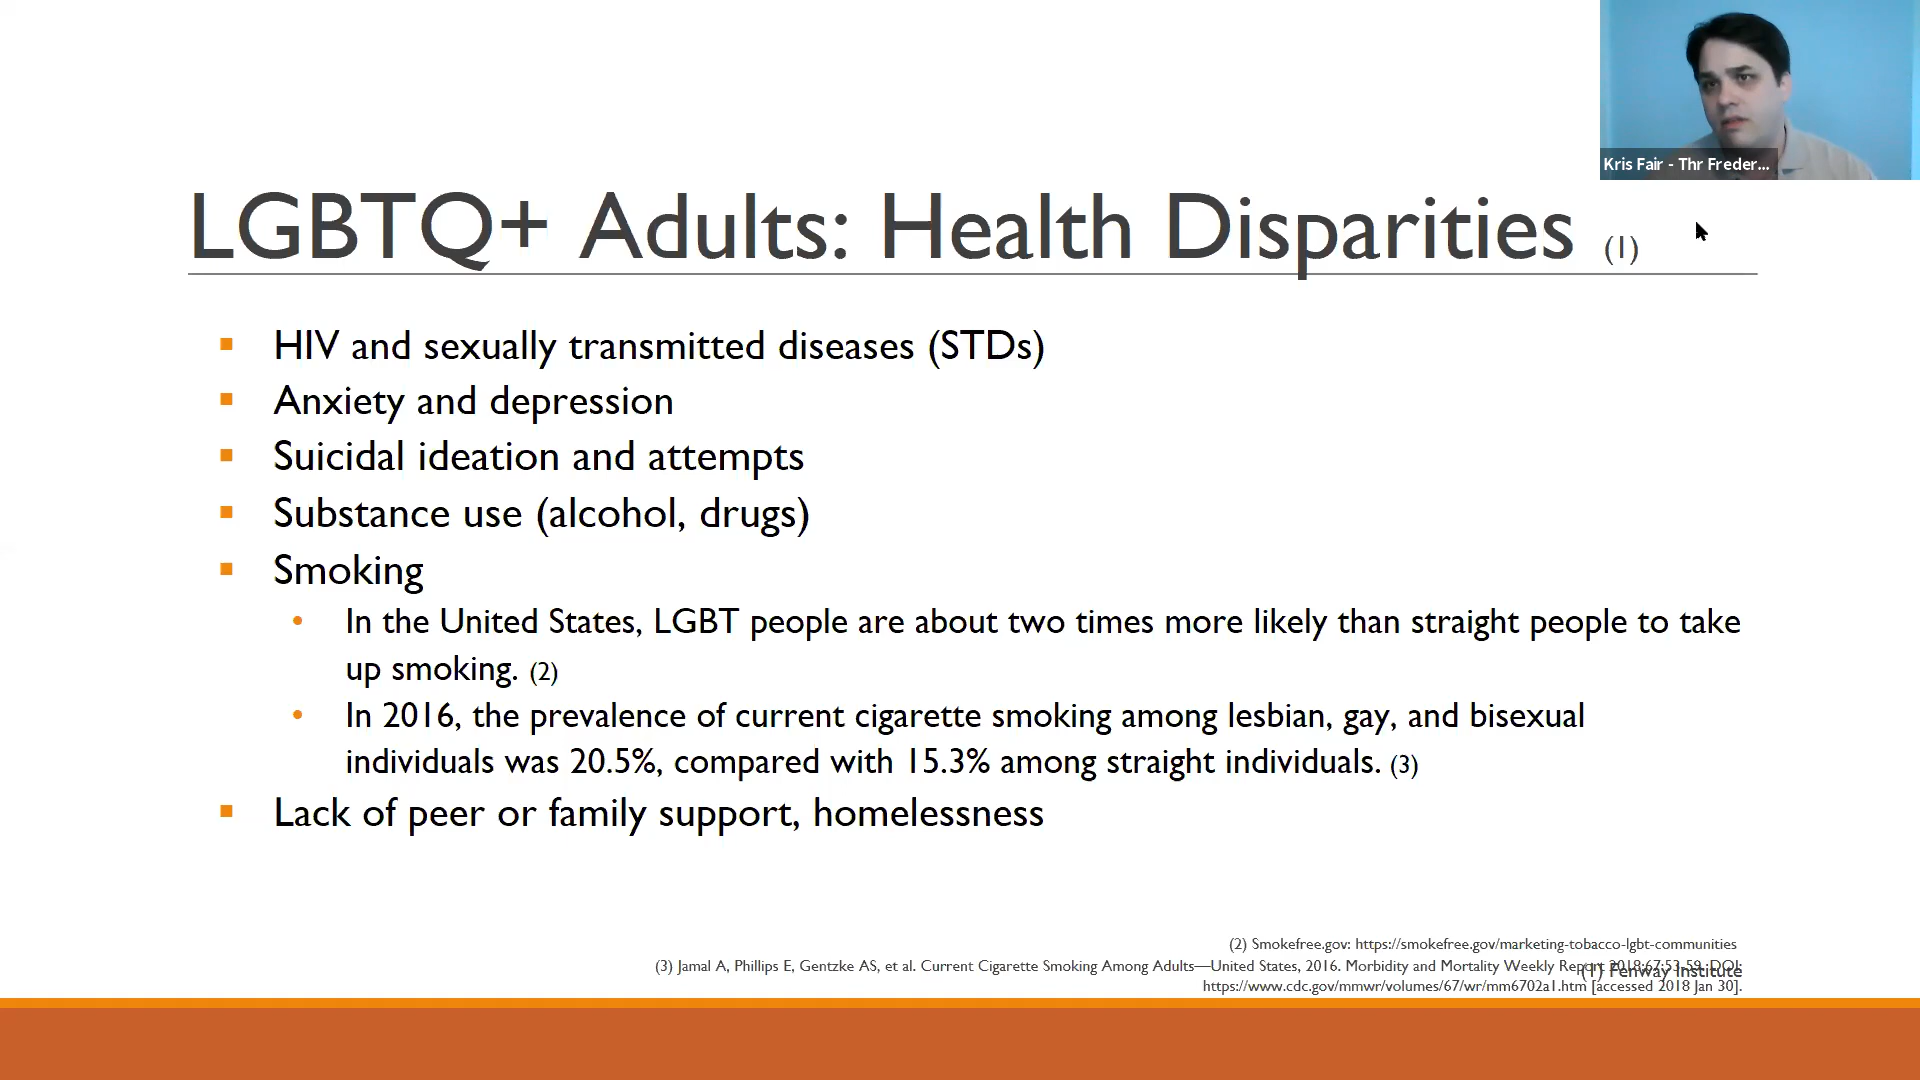 Kris Fair - Thr Freder...
LGBTQ+ Adults: Health Disparities (1)
▪ HIV and sexually transmitted diseases (STDs)
▪ Anxiety and depression
▪ Suicidal ideation and attempts
▪ Substance use (alcohol, drugs)
▪ Smoking
• In the United States, LGBT people are about two times more likely than straight people to take
up smoking. (2)
• In 2016, the prevalence of current cigarette smoking among lesbian, gay, and bisexual
individuals was 20.5%, compared with 15.3% among straight individuals. (3)
▪ Lack of peer or family support, homelessness
(2) Smokefree.gov: https://smokefree.gov/marketing-tobacco-lgbt-communities
(3) Jamal A, Phillips E, Gentzke AS, et al. Current Cigarette Smoking Among Adults—United States, 2016. Morbidity and Mortality Weekly Report 2018;67:53-59. DOI:
(1) Fenway Institute
https://www.cdc.gov/mmwr/volumes/67/wr/mm6702a1.htm [accessed 2018 Jan 30].